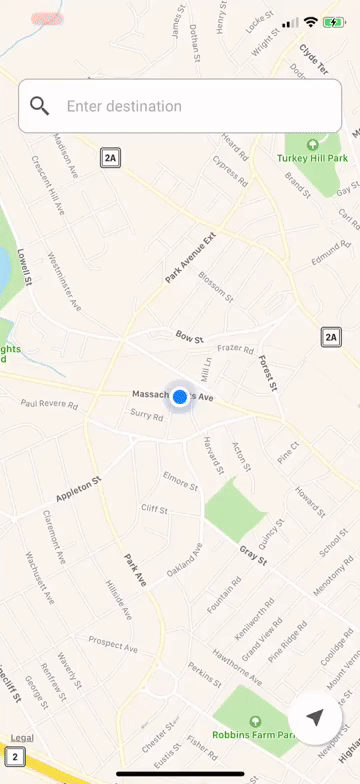 Henry St
Locke St
James St
Dothan St
Wright St
Clyde Ter
Enter destination
2A
Madison Ave
Crescent Hill Ave
Heard Rd
Cypress Rd
Turkey Hill Park
Brand St
Gay St
Carl Rd
Lowell St
Westminster Ave
Park Avenue Ext
Edmund Rd
Blossom St
2A
Bow St
Frazer Rd
Mill Ln
Forest St
Paul Revere Rd
Surry Rd
Harvard St
Acton St
Pine Ct
Appleton St
Elmore St
Cliff St
Howard St
Claremont Ave
Wachusett Ave
Quincy St
School St
Gray St
Park Ave
Oakland Ave
Menotomy Rd
Hillside Ave
Fountain Rd
Kenilworth Rd
Grand View Rd
Pine Ridge Rd
Coolidge Rd
Prospect Ave
Hawthorne Ave
Perkins St
Waverly St
Renfrew St
George St
Robbins Farm Park
Chester St
Eustis St
Fisher Rd
Legal
2